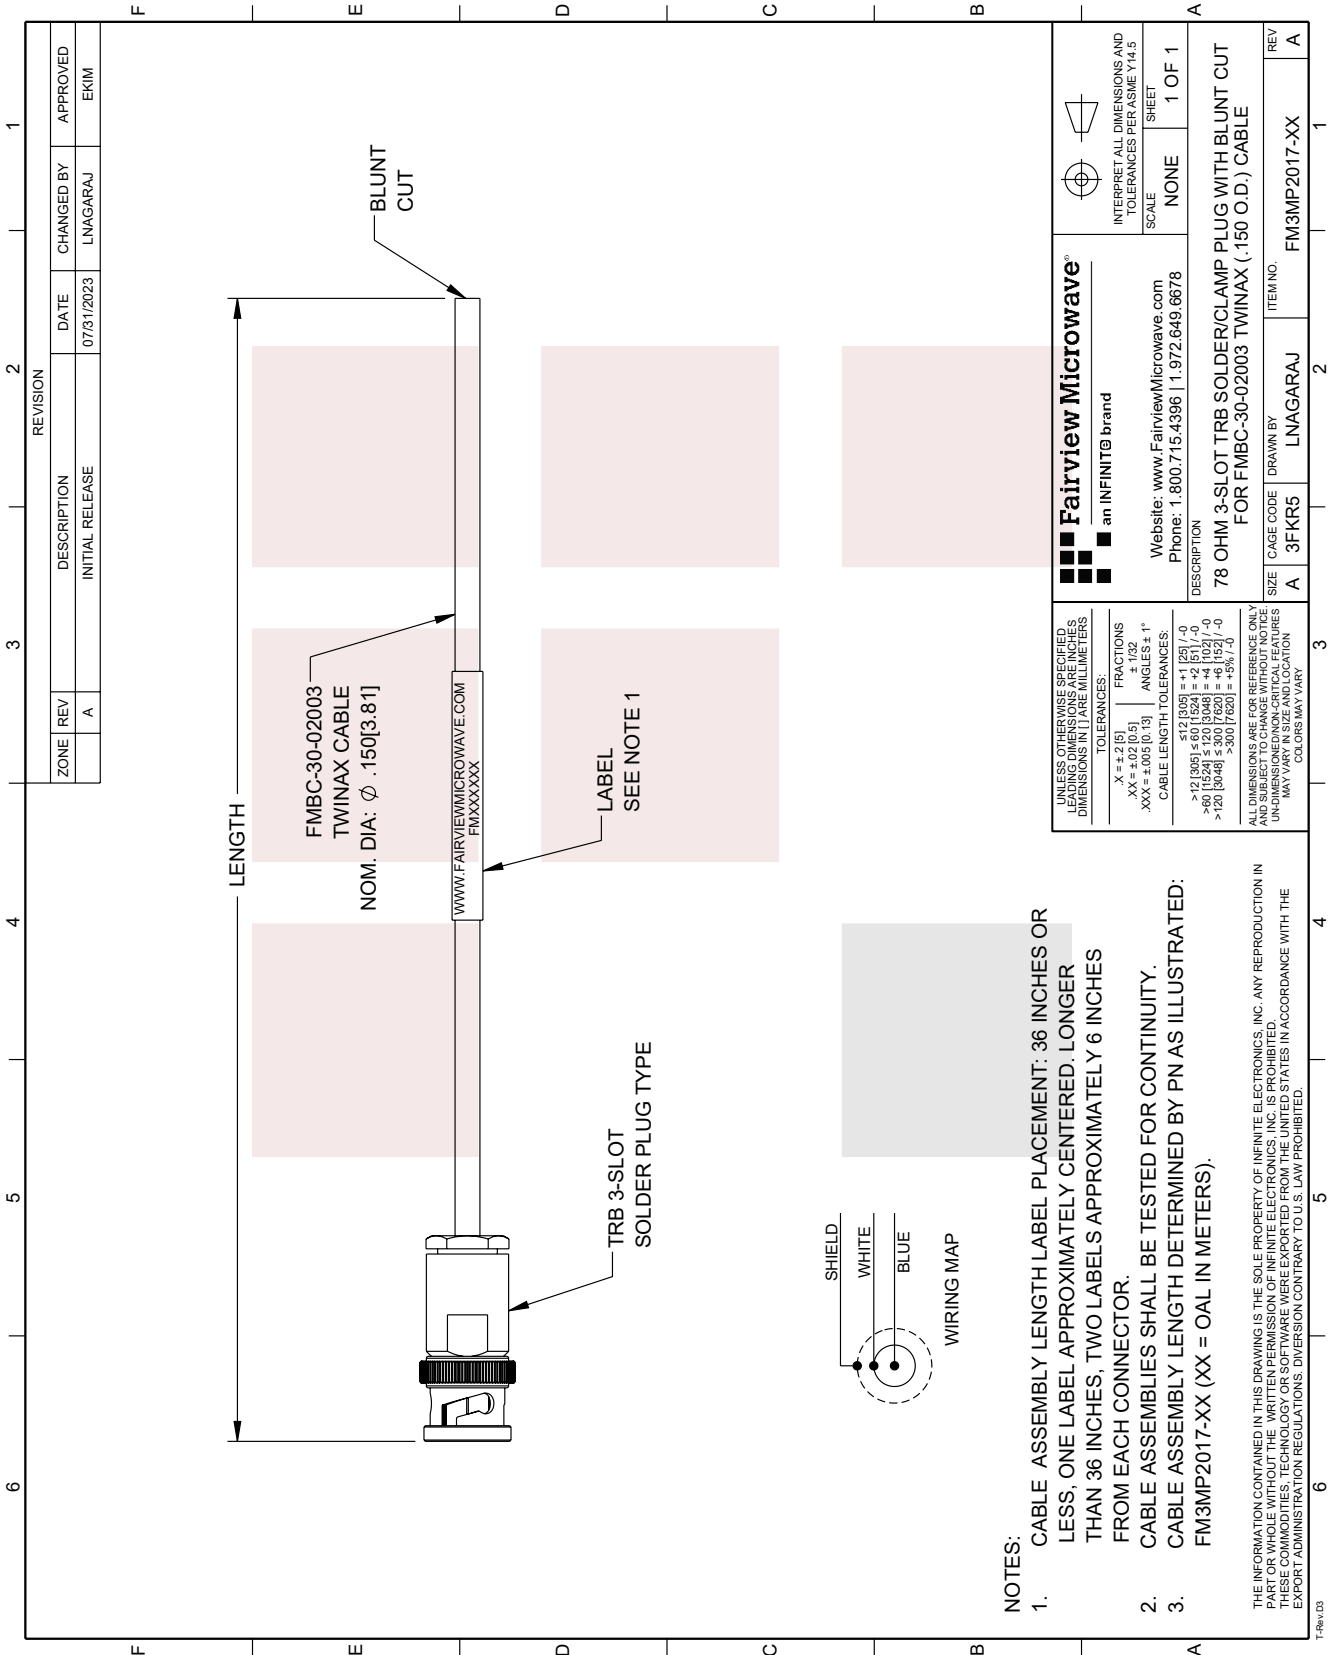 6
5
4
3
2
1
F
E
D
C
B
A
REVISION
ZONE REV DESCRIPTION DATE CHANGED BY APPROVED
A INITIAL RELEASE 07/31/2023 LNAGARAJ EKIM
LENGTH
FMBC-30-02003
TWINAX CABLE
NOM. DIA: ∅ .150[3.81]
BLUNT
CUT
WWW.FAIRVIEWMICROWAVE.COM
FMXXXXXX
LABEL
SEE NOTE 1
TRB 3-SLOT
SOLDER PLUG TYPE
SHIELD
WHITE
BLUE
WIRING MAP
NOTES:
1. CABLE ASSEMBLY LENGTH LABEL PLACEMENT: 36 INCHES OR
LESS, ONE LABEL APPROXIMATELY CENTERED. LONGER
THAN 36 INCHES, TWO LABELS APPROXIMATELY 6 INCHES
FROM EACH CONNECTOR.
2. CABLE ASSEMBLIES SHALL BE TESTED FOR CONTINUITY.
3. CABLE ASSEMBLY LENGTH DETERMINED BY PN AS ILLUSTRATED:
FM3MP2017-XX (XX = OAL IN METERS).
THE INFORMATION CONTAINED IN THIS DRAWING IS THE SOLE PROPERTY OF INFINITE ELECTRONICS, INC. ANY REPRODUCTION IN
PART OR WHOLE WITHOUT THE WRITTEN PERMISSION OF INFINITE ELECTRONICS, INC. IS PROHIBITED.
THESE COMMODITIES, TECHNOLOGY OR SOFTWARE WERE EXPORTED FROM THE UNITED STATES IN ACCORDANCE WITH THE
EXPORT ADMINISTRATION REGULATIONS. DIVERSION CONTRARY TO U.S. LAW PROHIBITED.
UNLESS OTHERWISE SPECIFIED
LEADING DIMENSIONS ARE INCHES
DIMENSIONS IN [ ] ARE MILLIMETERS
TOLERANCES:
.X = ±.2 [5]
.XX = ±.02 [0.5]
.XXX = ±.005 [0.13]
FRACTIONS
± 1/32
ANGLES ± 1°
CABLE LENGTH TOLERANCES:
≤12 [305] = +1 [25] / -0
>12 [305] ≤ 60 [1524] = +2 [51] / -0
>60 [1524] ≤ 120 [3048] = +4 [102] / -0
>120 [3048] ≤ 300 [7620] = +6 [152] / -0
>300 [7620] = +5% / -0
ALL DIMENSIONS ARE FOR REFERENCE ONLY
AND SUBJECT TO CHANGE WITHOUT NOTICE.
UN-DIMENSIONED/NON-CRITICAL FEATURES
MAY VARY IN SIZE AND LOCATION
COLORS MAY VARY
Fairview Microwave®
an INFINIT℮ brand
Website: www.FairviewMicrowave.com
Phone: 1.800.715.4396 | 1.972.649.6678
INTERPRET ALL DIMENSIONS AND
TOLERANCES PER ASME Y14.5
SCALE
NONE
SHEET
1 OF 1
DESCRIPTION
78 OHM 3-SLOT TRB SOLDER/CLAMP PLUG WITH BLUNT CUT
FOR FMBC-30-02003 TWINAX (.150 O.D.) CABLE
SIZE
A
CAGE CODE
3FKR5
DRAWN BY
LNAGARAJ
ITEM NO.
FM3MP2017-XX
REV
A
F
E
D
C
B
A
6
5
4
3
2
1
T-Rev.D3